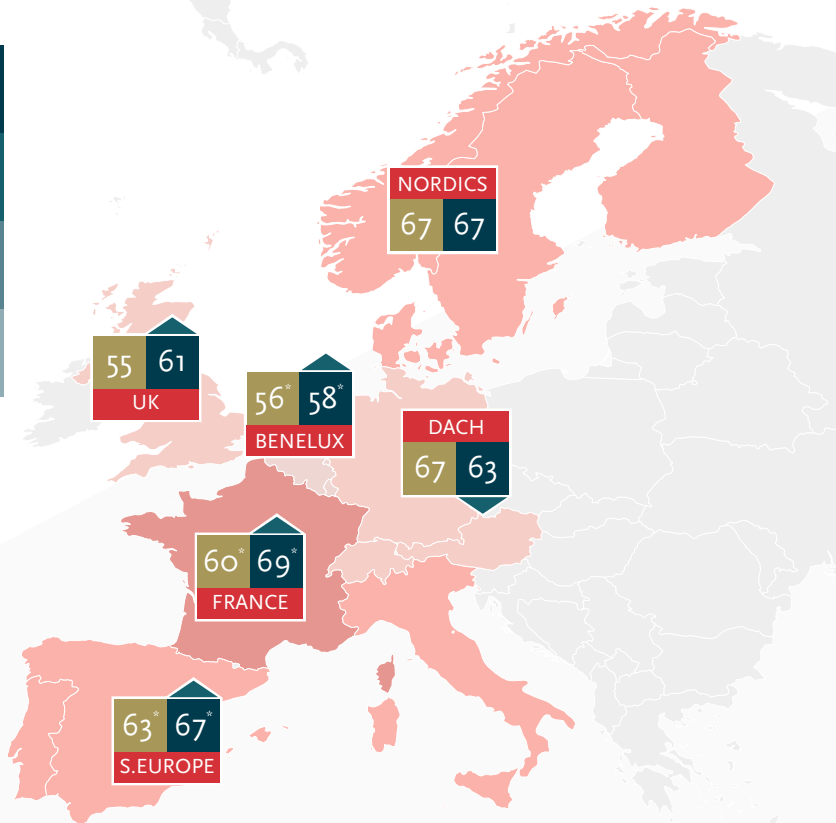 NORDICS
67 67
55 61
UK
56* 58*
BENELUX
DACH
67 63
60* 69*
FRANCE
63* 67*
S.EUROPE